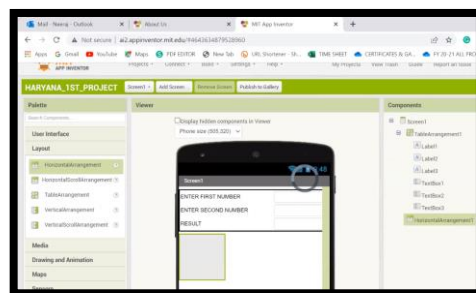 Mail - Neeraj - Outlook
About Us
MIT App Inventor
Not secure | ai2.appinventor.mit.edu/#6463634879528960
Apps Gmail YouTube Maps PDF EDITOR New Tab URL Shortener - Sh... TIME SHEET CERTIFICATES & GA...
APP INVENTOR
Projects Connect Build Settings Help My Projects View Trash Guide Report an Issue
HARYANA_1ST_PROJECT Screen1 Add Screen ... Remove Screen Publish to Gallery
Palette Viewer Components
Search Components...
User Interface
Layout
HorizontalArrangement
HorizontalScrollArrangement
TableArrangement
VerticalArrangement
VerticalScrollArrangement
Media
Drawing and Animation
Maps
Display hidden components in Viewer
Phone size (505,320)
:48
Screen1
ENTER FIRST NUMBER
ENTER SECOND NUMBER
RESULT
Screen1
TableArrangement1
Label1
Label2
Label3
TextBox1
TextBox2
TextBox3
HorizontalArrangement1